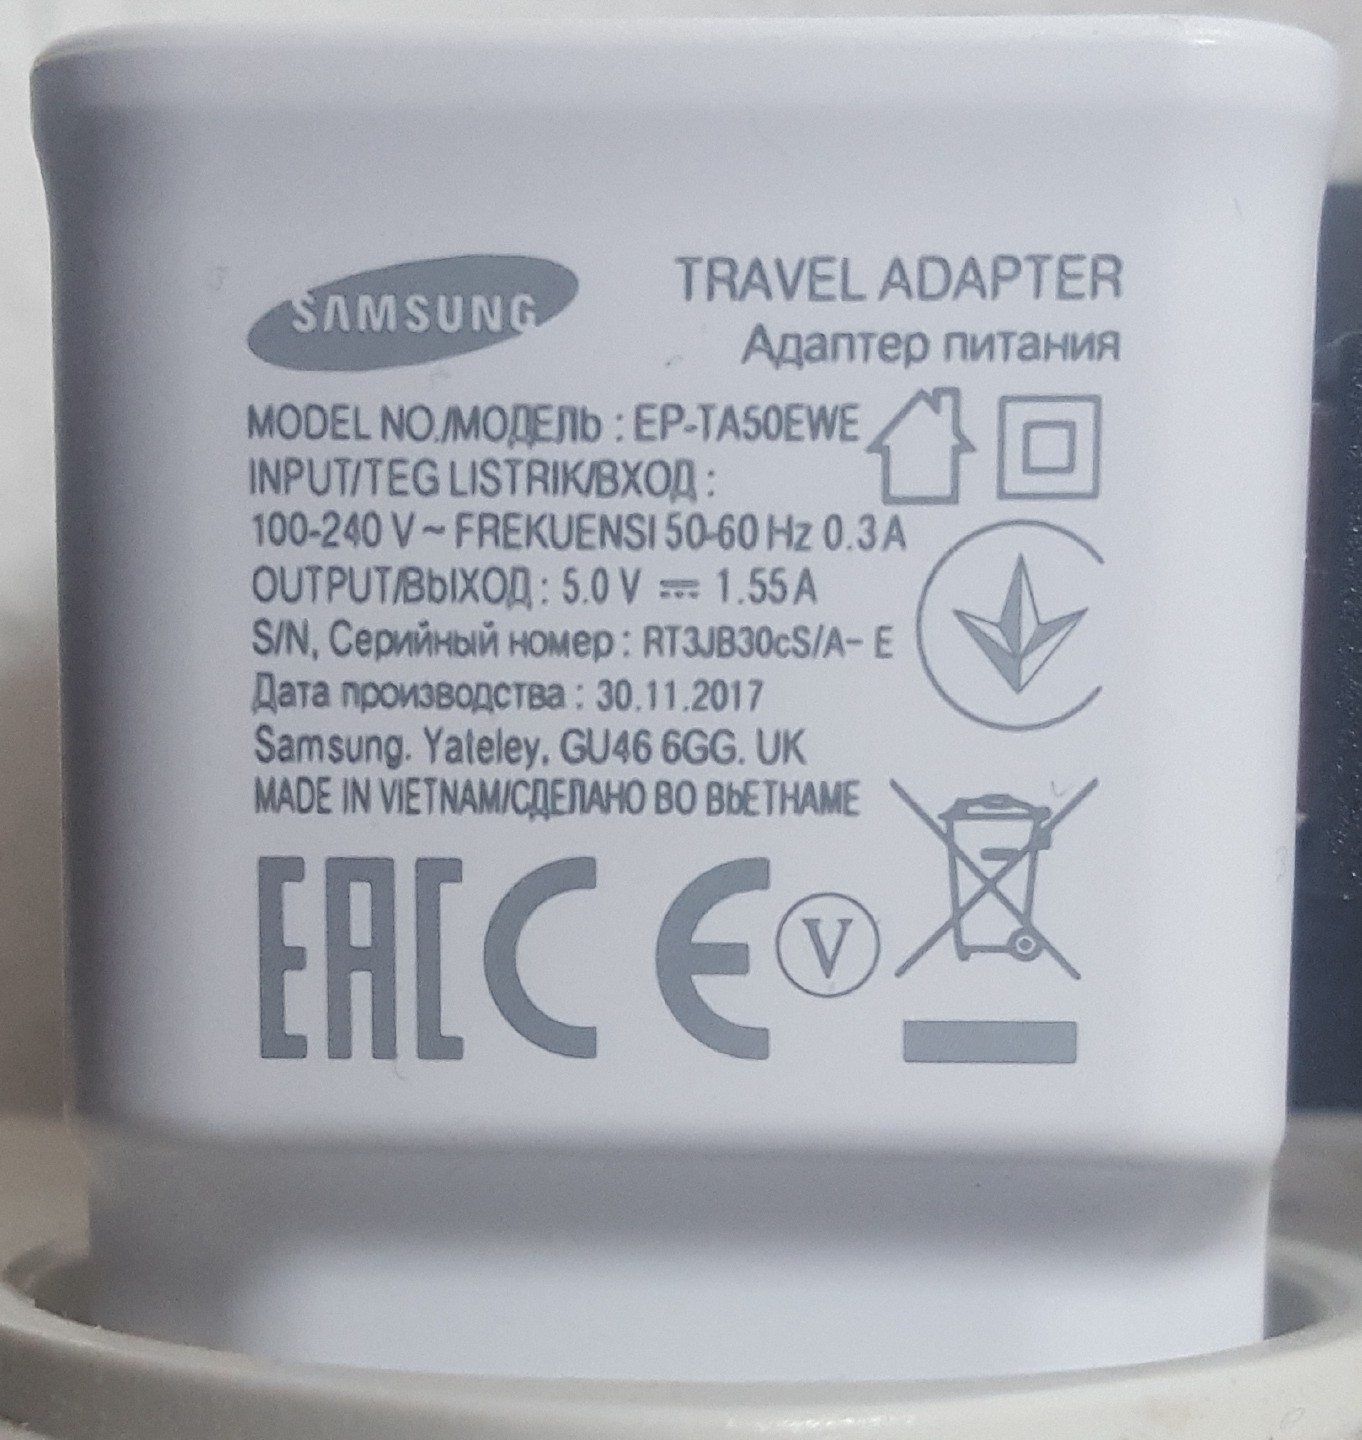 SAMSUNG
TRAVEL ADAPTER
Адаптер питания
MODEL NO./МОДЕЛЬ : EP-TA50EWE
INPUT/TEG LISTRIK/ВХОД :
100-240 V ~ FREKUENSI 50-60 Hz 0.3 A
OUTPUT/ВЫХОД : 5.0 V ⎓ 1.55 A
S/N, Серийный номер : RT3JB30cS/A- E
Дата производства : 30.11.2017
Samsung. Yateley, GU46 6GG. UK
MADE IN VIETNAM/СДЕЛАНО ВО ВЬЕТНАМЕ
EAC CE V